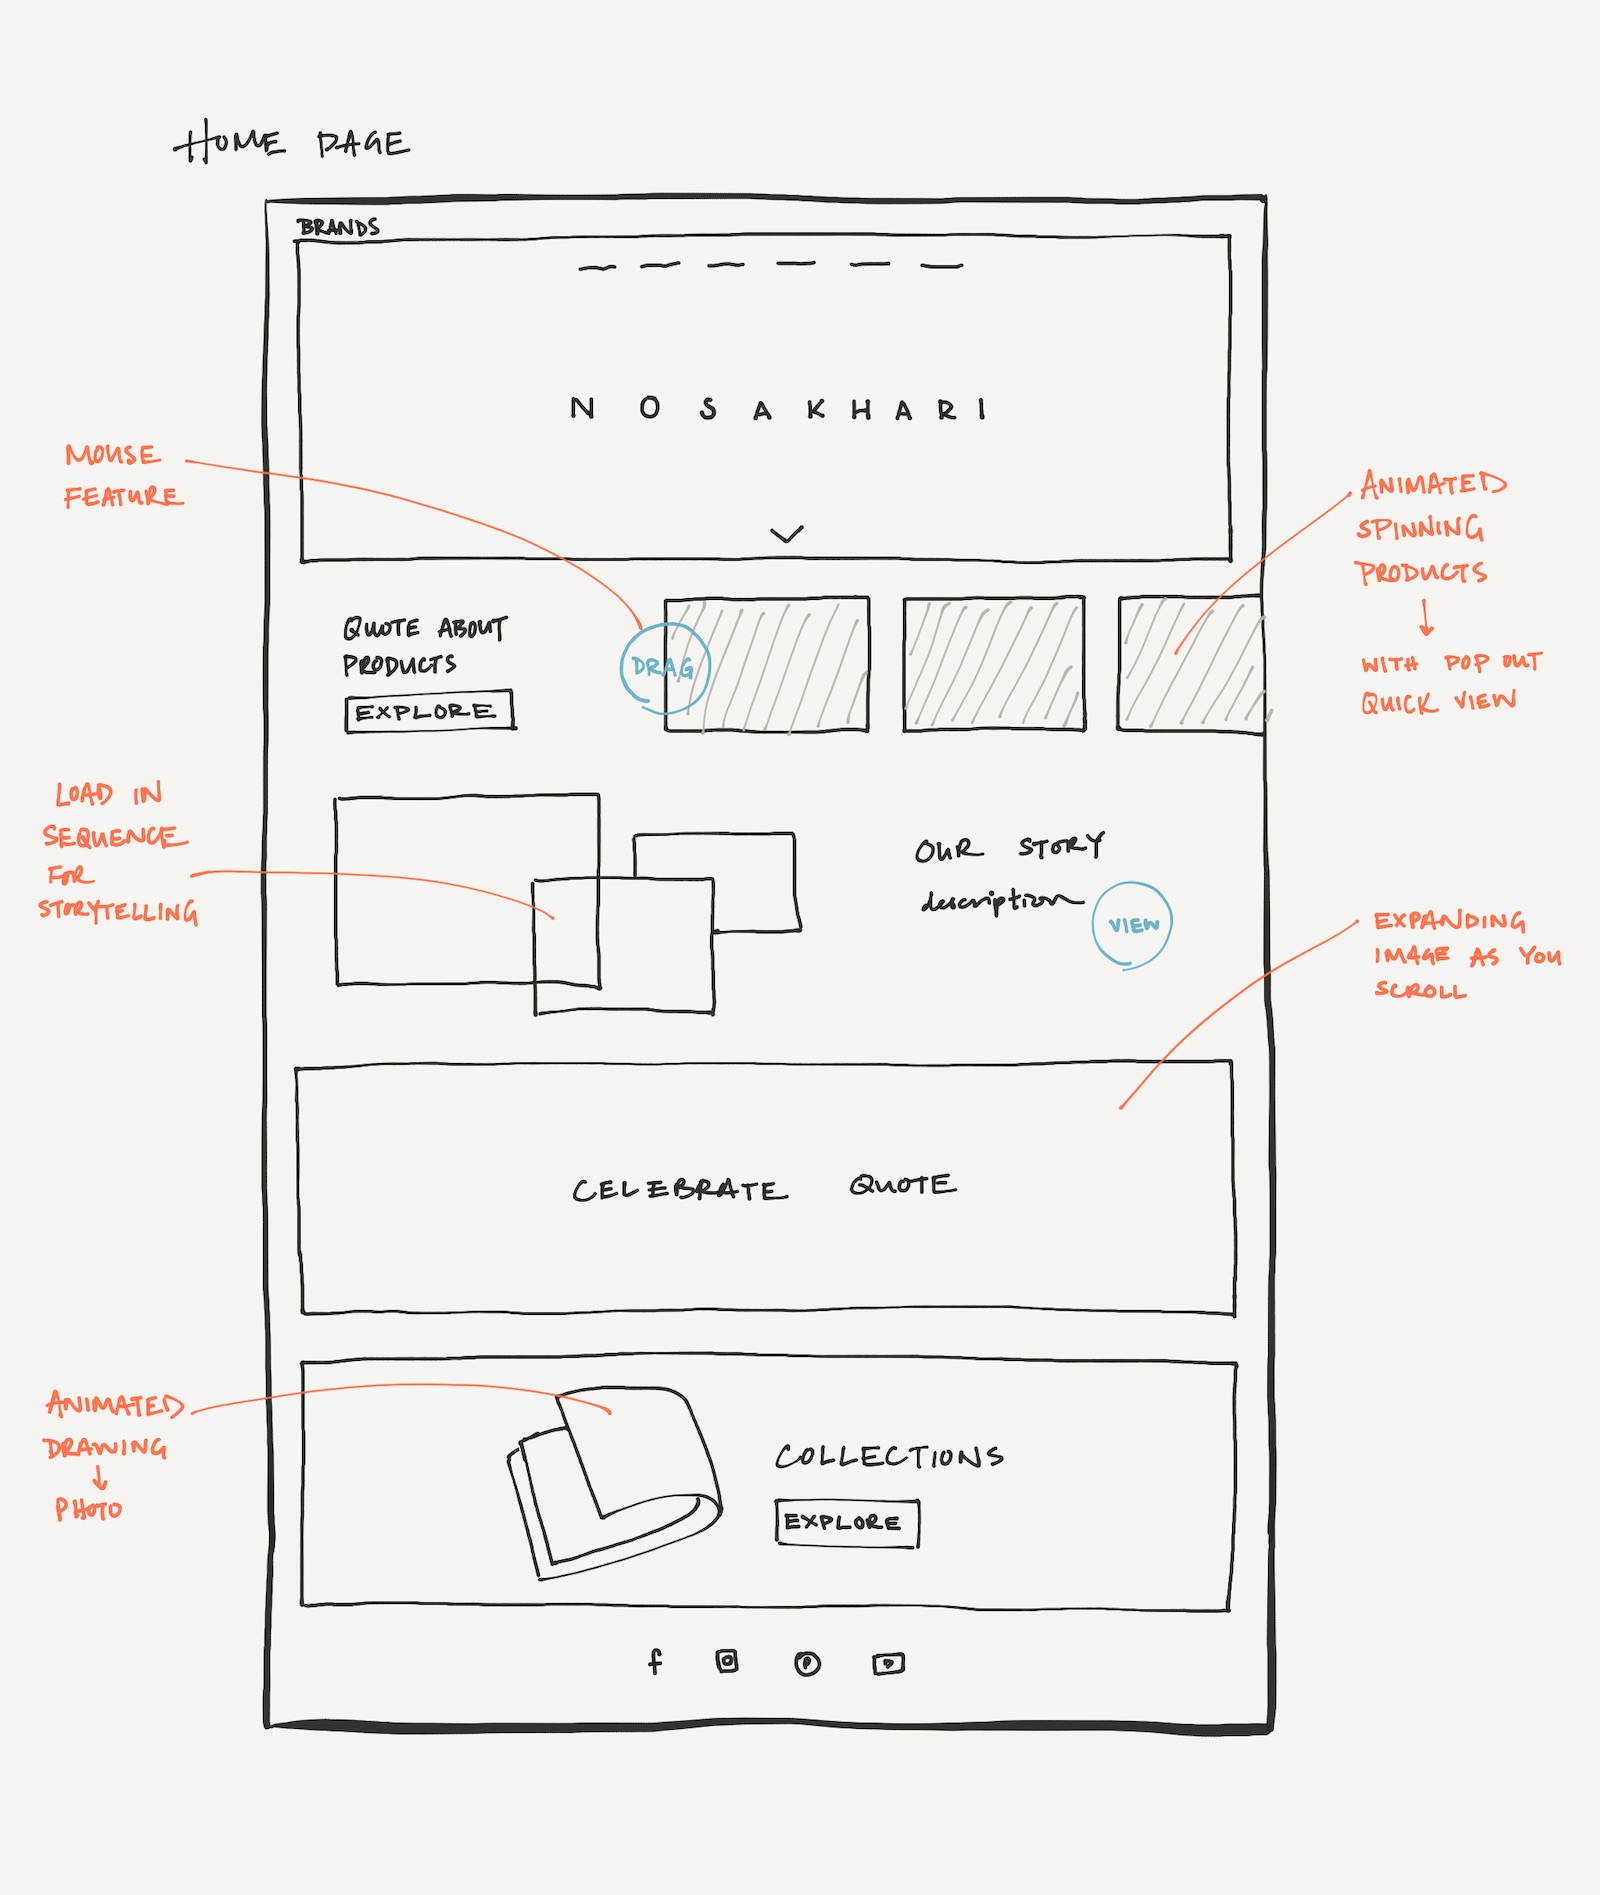 HOME PAGE
BRANDS
NOSAKHARI
MOUSE
FEATURE
ANIMATED
SPINNING
PRODUCTS
WITH POP OUT
QUICK VIEW
QUOTE ABOUT
PRODUCTS
EXPLORE
DRAG
LOAD IN
SEQUENCE
FOR
STORYTELLING
OUR STORY
description
VIEW
EXPANDING
IMAGE AS YOU
SCROLL
CELEBRATE QUOTE
ANIMATED
DRAWING
PHOTO
COLLECTIONS
EXPLORE
f